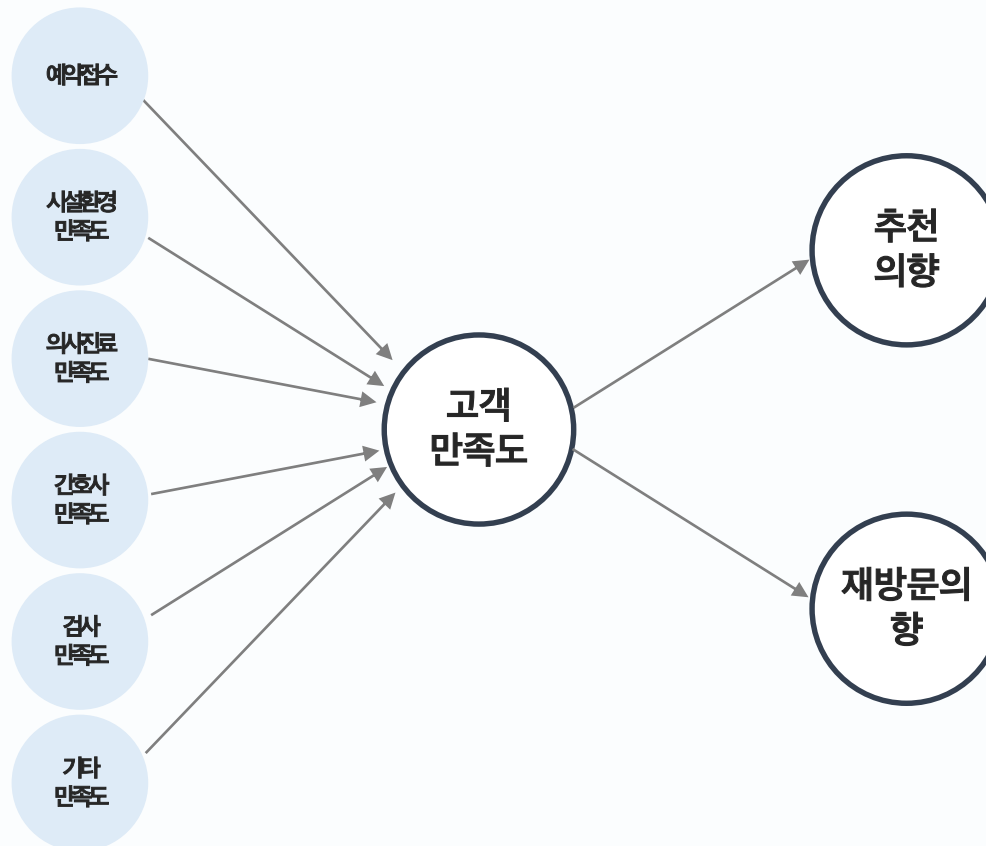 예약접수
시설환경
만족도
의사진료
만족도
간호사
만족도
검사
만족도
기타
만족도
고객
만족도
추천
의향
재방문의
향